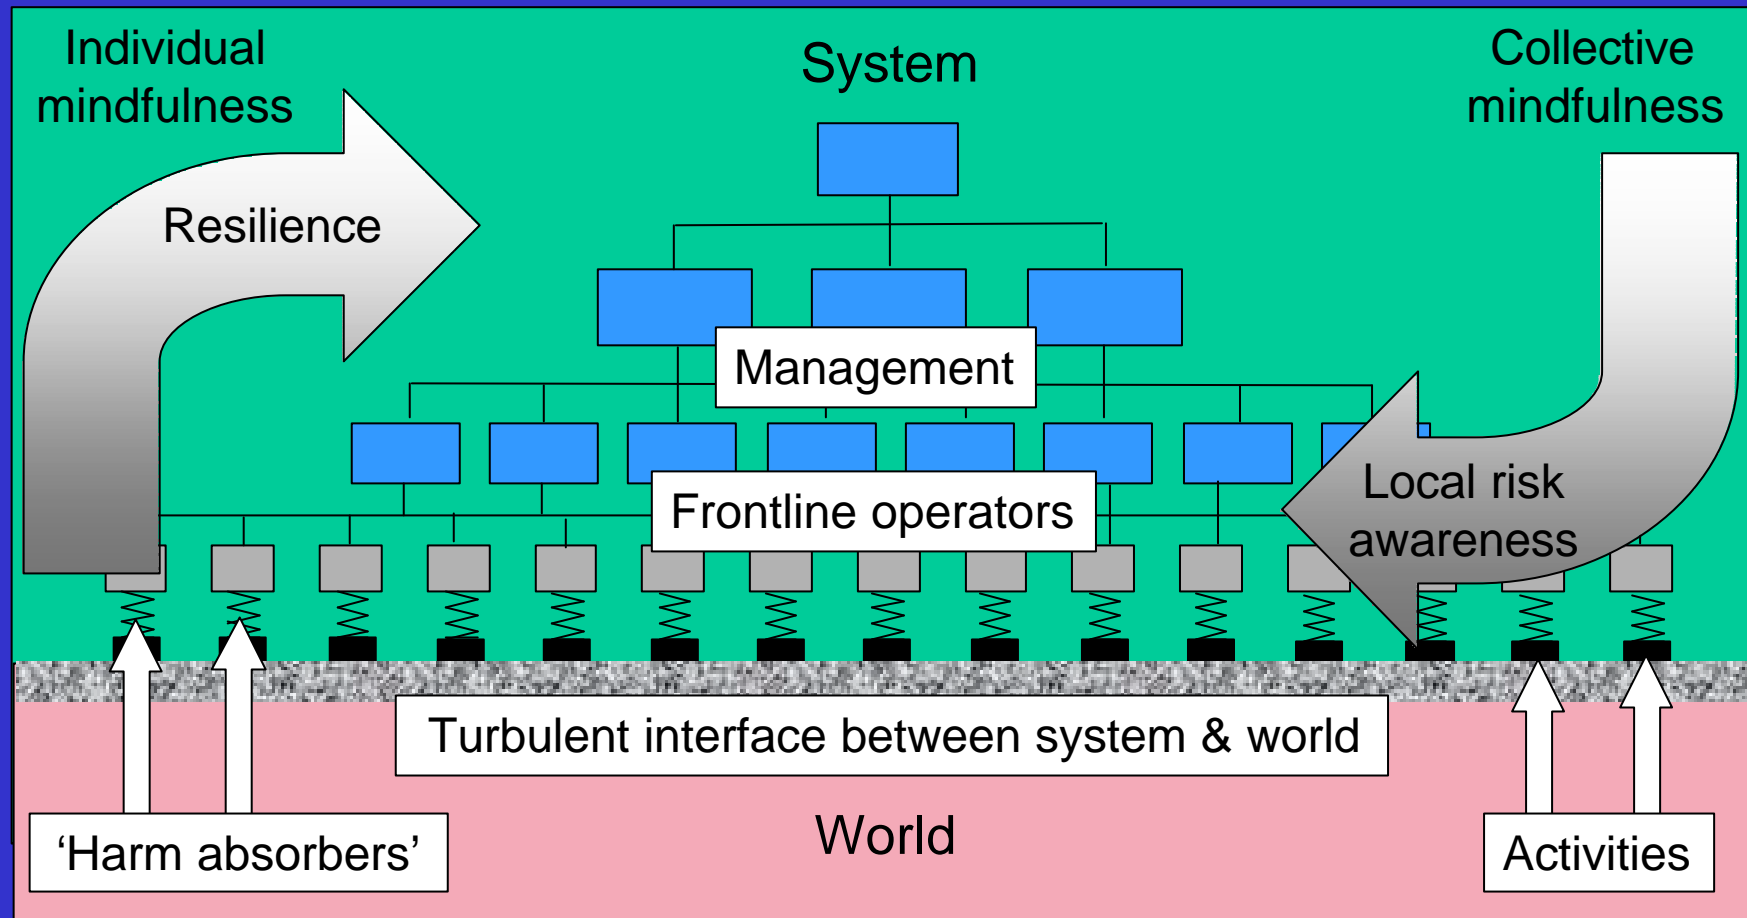 Individual
mindfulness
System
Collective
mindfulness
Resilience
Management
Frontline operators
Local risk
awareness
Turbulent interface between system & world
‘Harm absorbers’
World
Activities